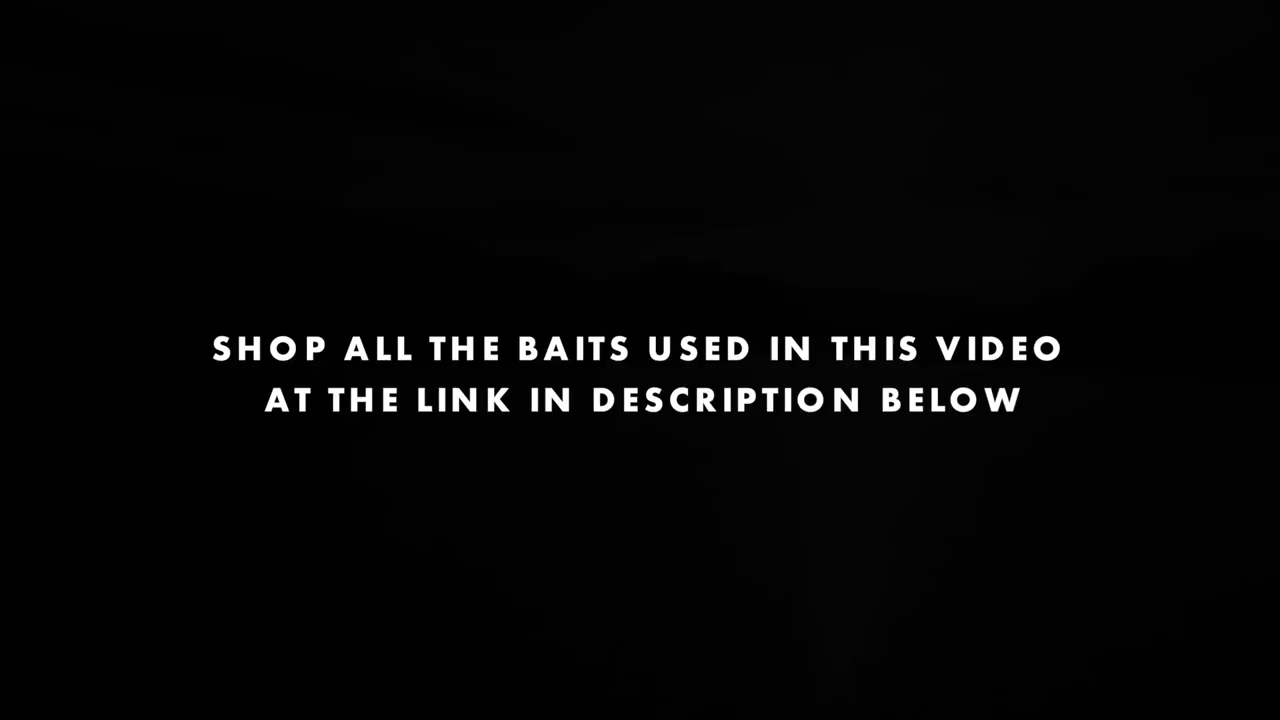 SHOP ALL THE BAITS USED IN THIS VIDEO
AT THE LINK IN DESCRIPTION BELOW